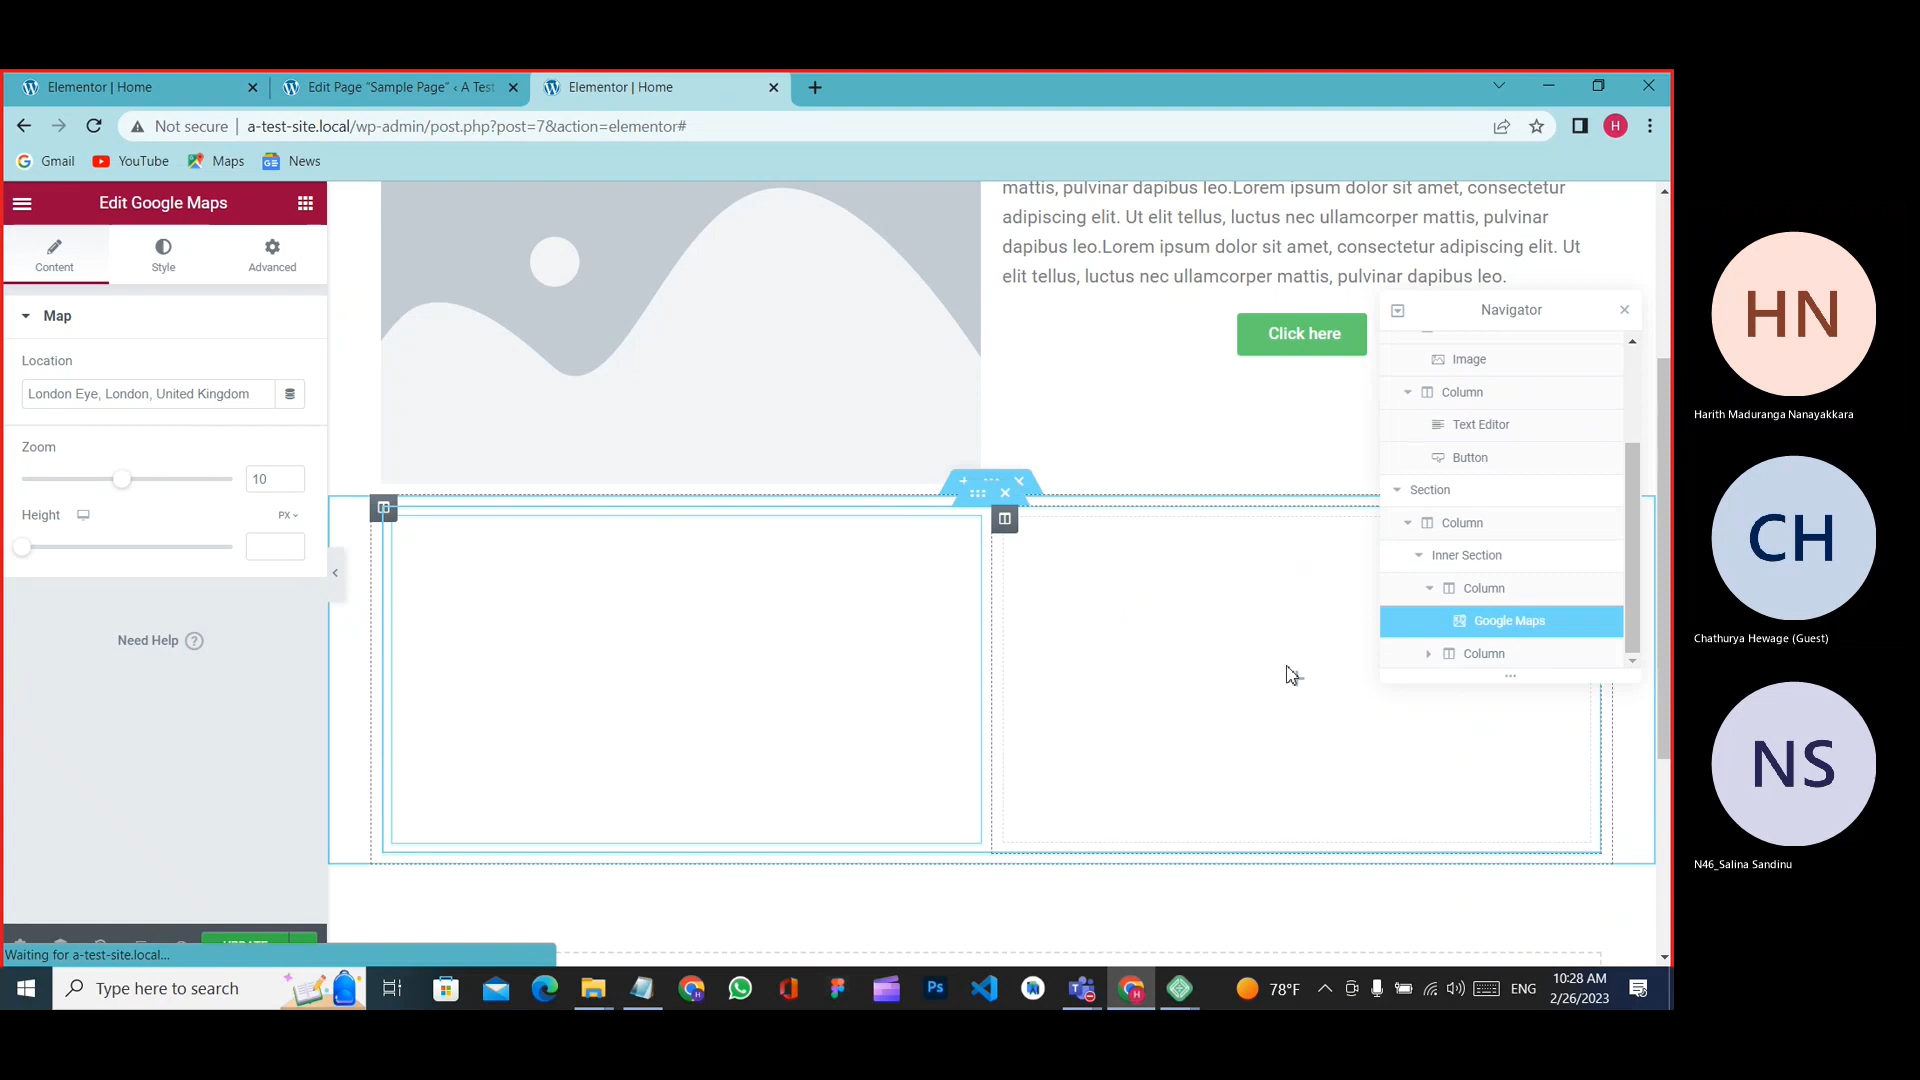 Elementor | Home
Edit Page “Sample Page” ‹ A Test
Elementor | Home
Not secure
a-test-site.local/wp-admin/post.php?post=7&action=elementor#
H
Gmail
YouTube
Maps
News
Edit Google Maps
Content
Style
Advanced
Map
Location
London Eye, London, United Kingdom
Zoom
10
Height
PX
Need Help
Waiting for a-test-site.local...
mattis, pulvinar dapibus leo.Lorem ipsum dolor sit amet, consectetur
adipiscing elit. Ut elit tellus, luctus nec ullamcorper mattis, pulvinar
dapibus leo.Lorem ipsum dolor sit amet, consectetur adipiscing elit. Ut
elit tellus, luctus nec ullamcorper mattis, pulvinar dapibus leo.
Click here
Navigator
Image
Column
Text Editor
Button
Section
Column
Inner Section
Column
Google Maps
Column
HN
Harith Maduranga Nanayakkara
CH
Chathurya Hewage (Guest)
NS
N46_Salina Sandinu
Type here to search
Ps
78°F
ENG
10:28 AM
2/26/2023